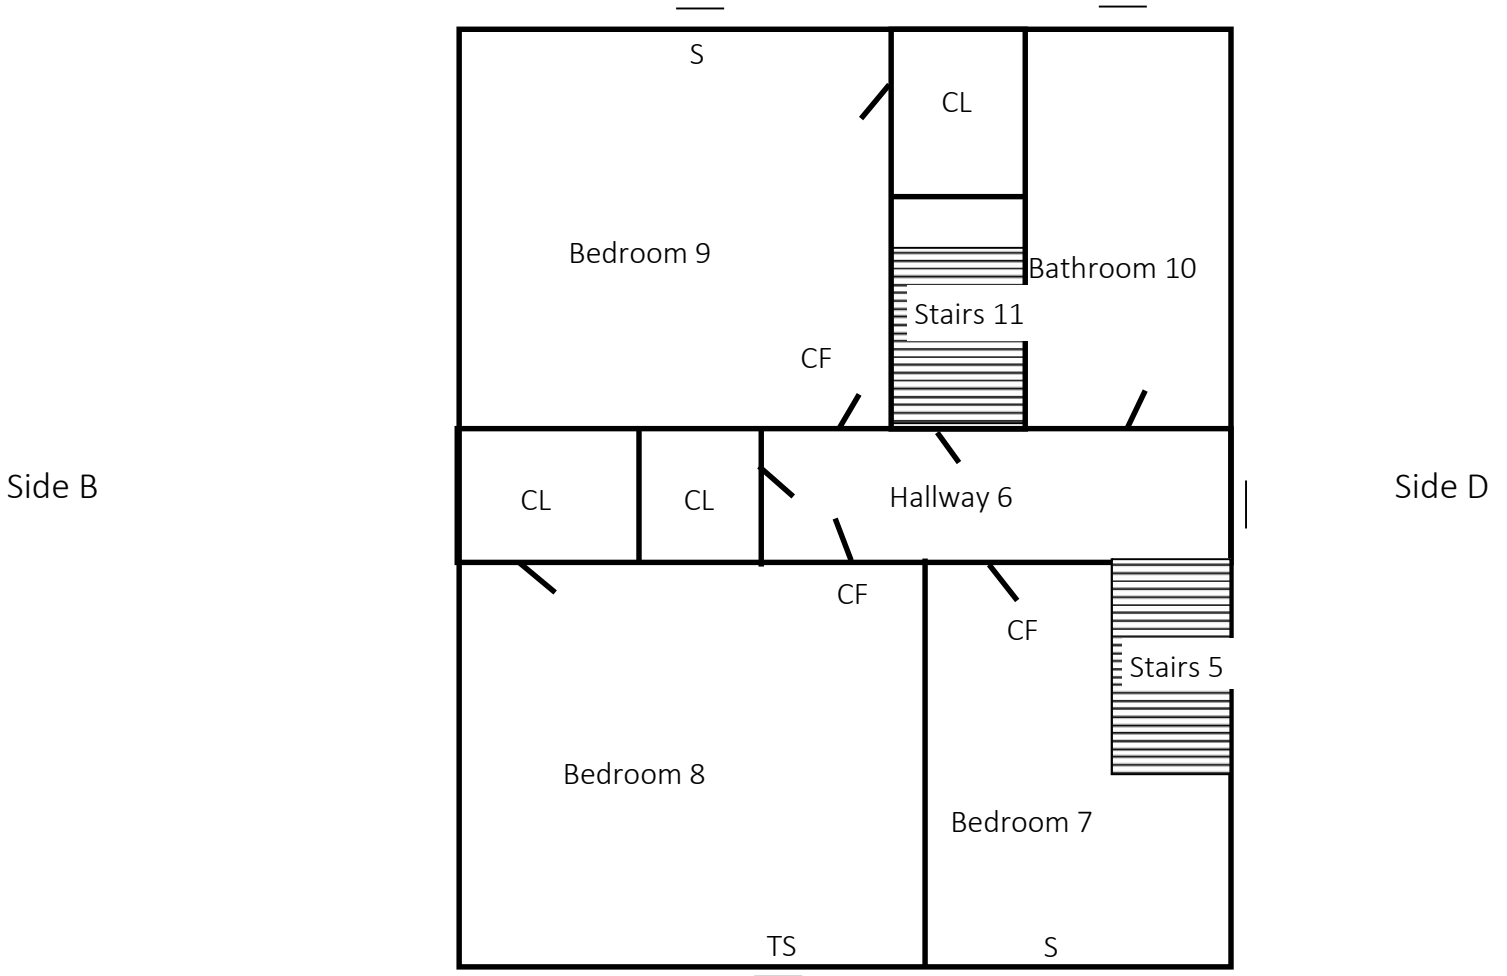 S
CL
Bedroom 9
Bathroom 10
Stairs 11
CF
Side B
CL
CL
Hallway 6
Side D
CF
CF
Stairs 5
Bedroom 8
Bedroom 7
TS
S